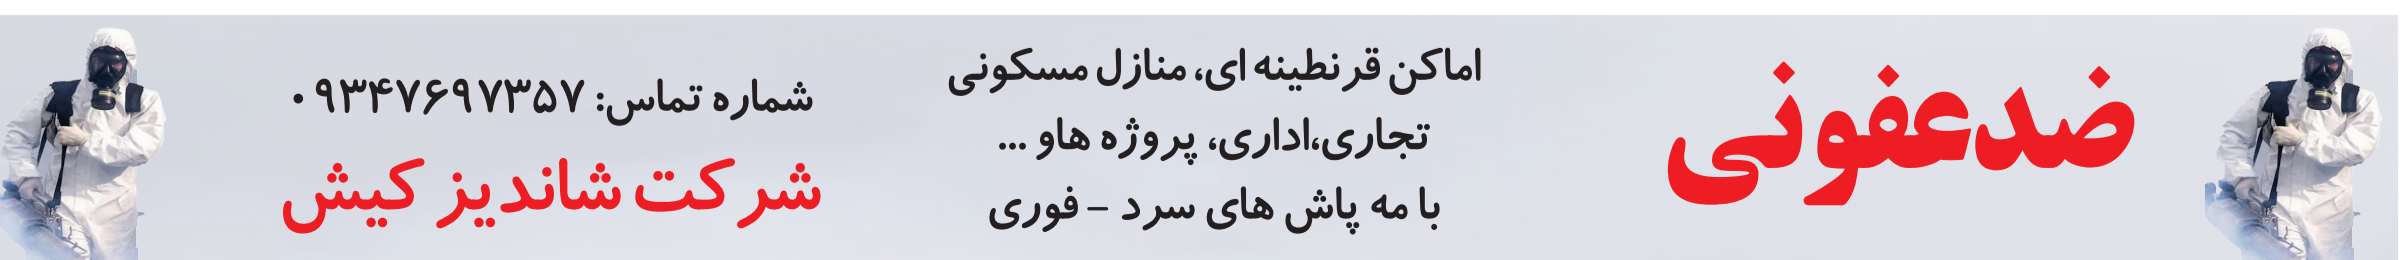 ضدعفونی
اماکن قرنطینه ای، منازل مسکونی
تجاری،اداری، پروژه هاو ...
با مه پاش های سرد – فوری
شماره تماس: ۰۹۳۴۷۶۹۷۳۵۷
شرکت شاندیز کیش